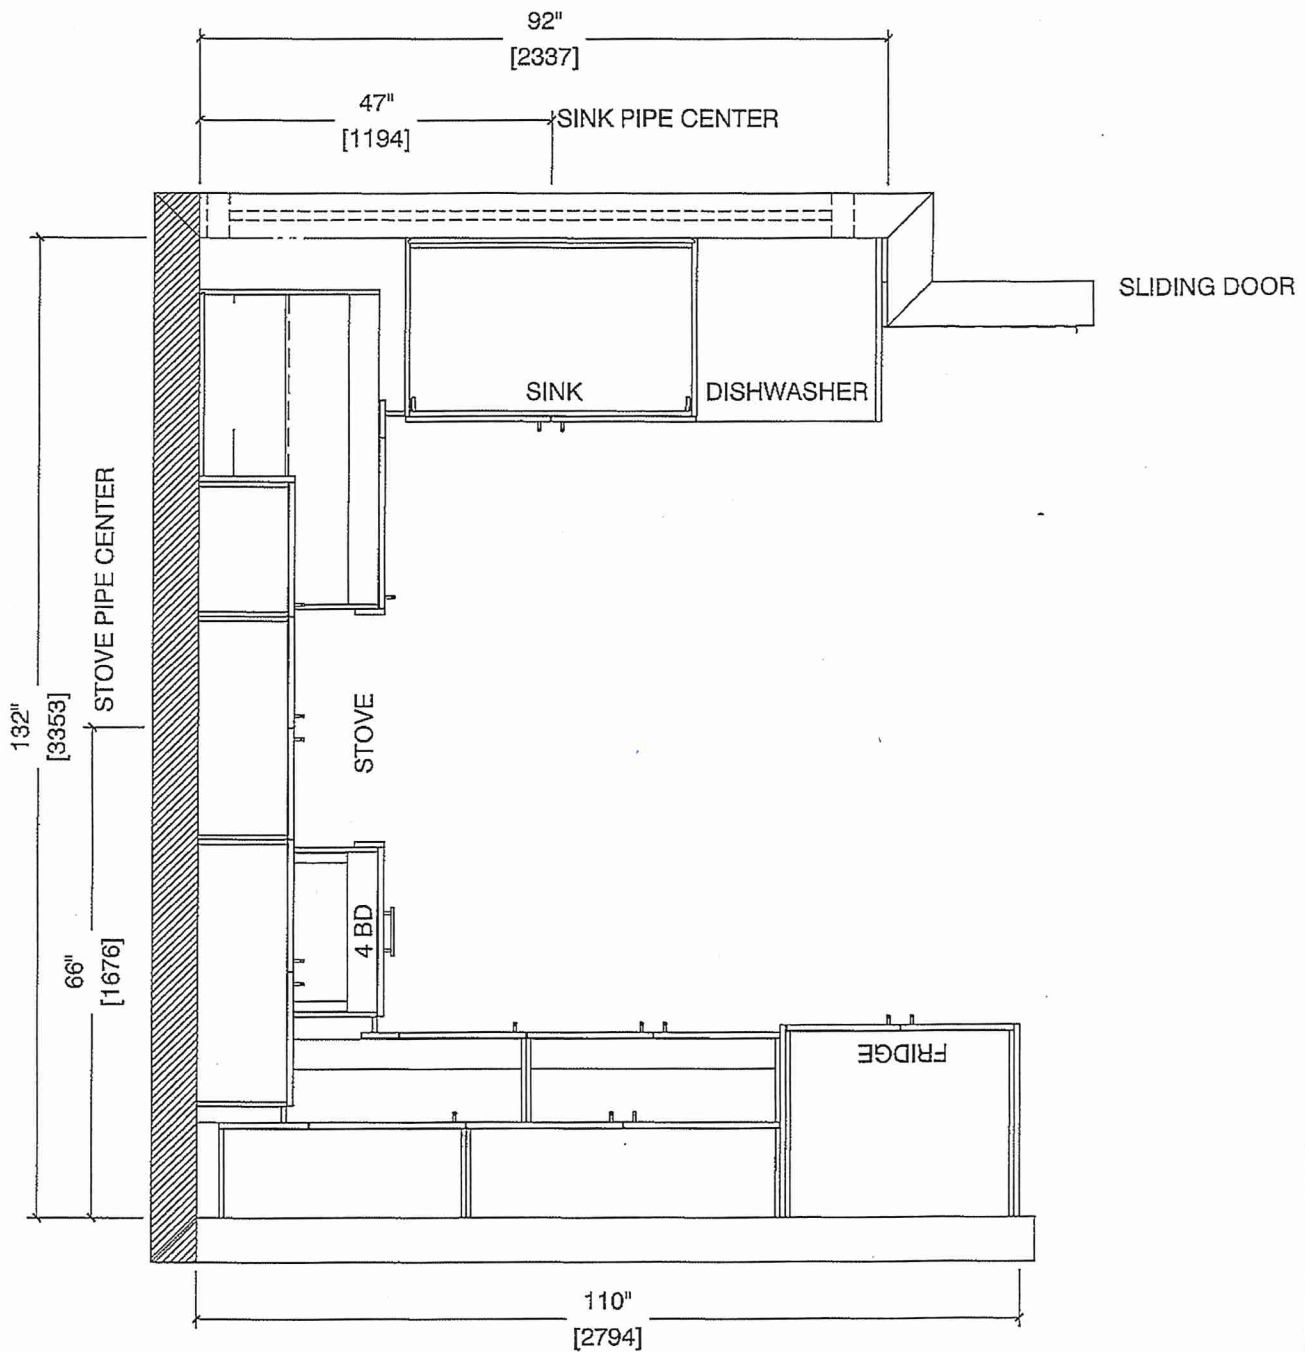 92"
[2337]
47"
[1194]
SINK PIPE CENTER
SLIDING DOOR
SINK
DISHWASHER
STOVE PIPE CENTER
132"
[3353]
STOVE
66"
[1676]
4 BD
FRIDGE
110"
[2794]